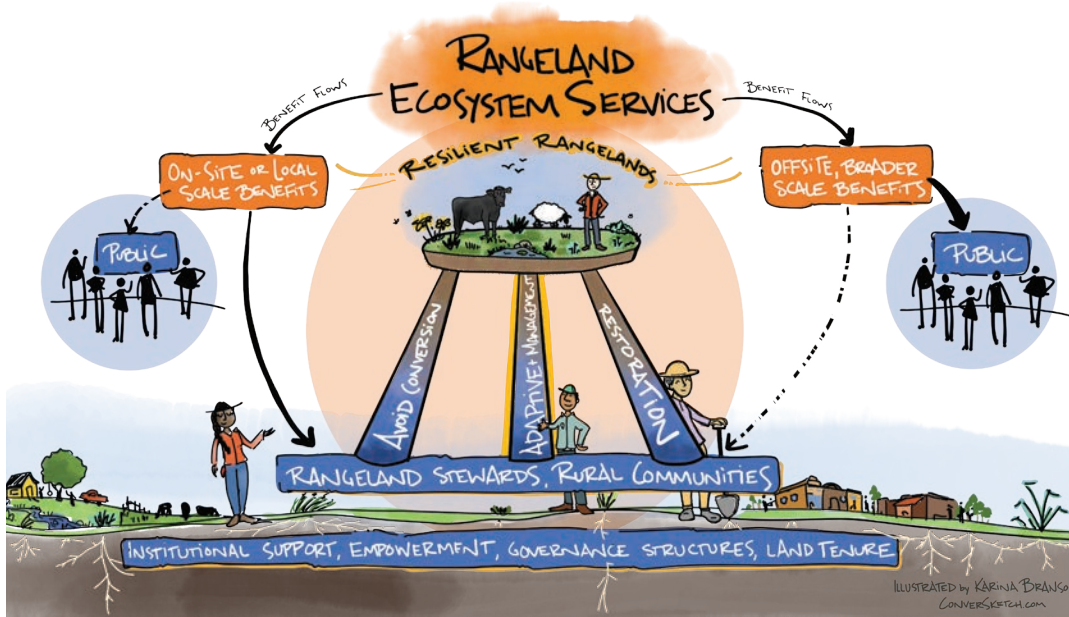 RANGELAND
ECOSYSTEM SERVICES
BENEFIT FLOWS
BENEFIT FLOWS
RESILIENT RANGELANDS
ON-SITE OR LOCAL
SCALE BENEFITS
OFFSITE, BROADER
SCALE BENEFITS
PUBLIC
PUBLIC
AVOID CONVERSION
ADAPTIVE + MANAGEMENT
RESTORATION
RANGELAND STEWARDS, RURAL COMMUNITIES
INSTITUTIONAL SUPPORT, EMPOWERMENT, GOVERNANCE STRUCTURES, LAND TENURE
ILLUSTRATED by KARINA BRANSO
CONVERSKETCH.COM